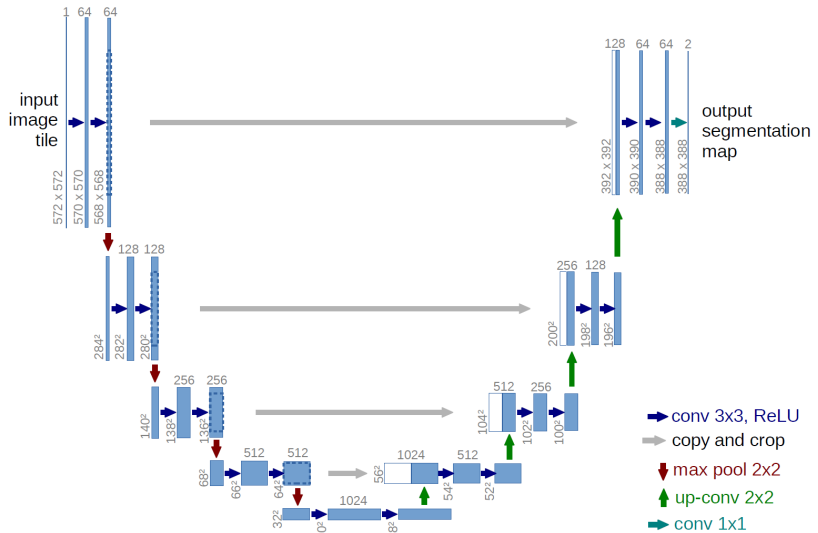 1 64 64
128 64 64 2
input
image
tile
output
segmentation
map
572 x 572
570 x 570
568 x 568
392 x 392
390 x 390
388 x 388
388 x 388
128 128
256 128
284²
282²
280²
200²
198²
196²
256 256
512 256
140²
138²
136²
104²
102²
100²
512 512
1024 512
68²
66²
64²
56²
54²
52²
1024
32²
0²
8²
conv 3x3, ReLU
copy and crop
max pool 2x2
up-conv 2x2
conv 1x1